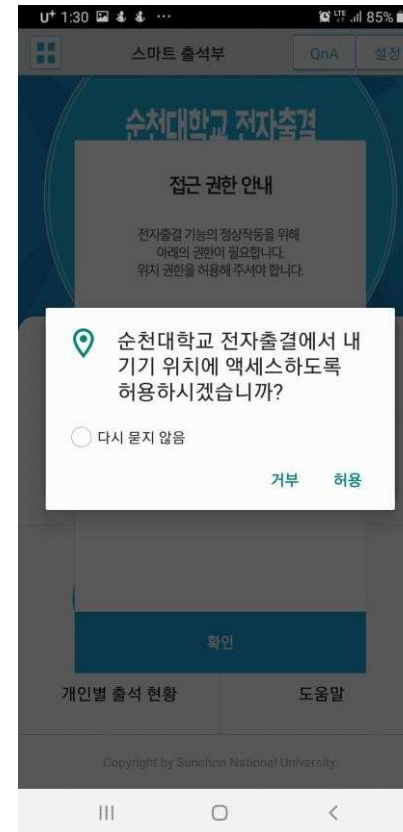 U+ 1:30 ··· LTE 85%
스마트 출석부 QnA 설정
순천대학교 전자출결
접근 권한 안내
전자출결 기능의 정상작동을 위해
아래의 권한이 필요합니다.
위치 권한을 허용해 주셔야 합니다.
순천대학교 전자출결에서 내
기기 위치에 액세스하도록
허용하시겠습니까?
다시 묻지 않음
거부 허용
확인
개인별 출석 현황 도움말
Copyright by Sunchon National University.